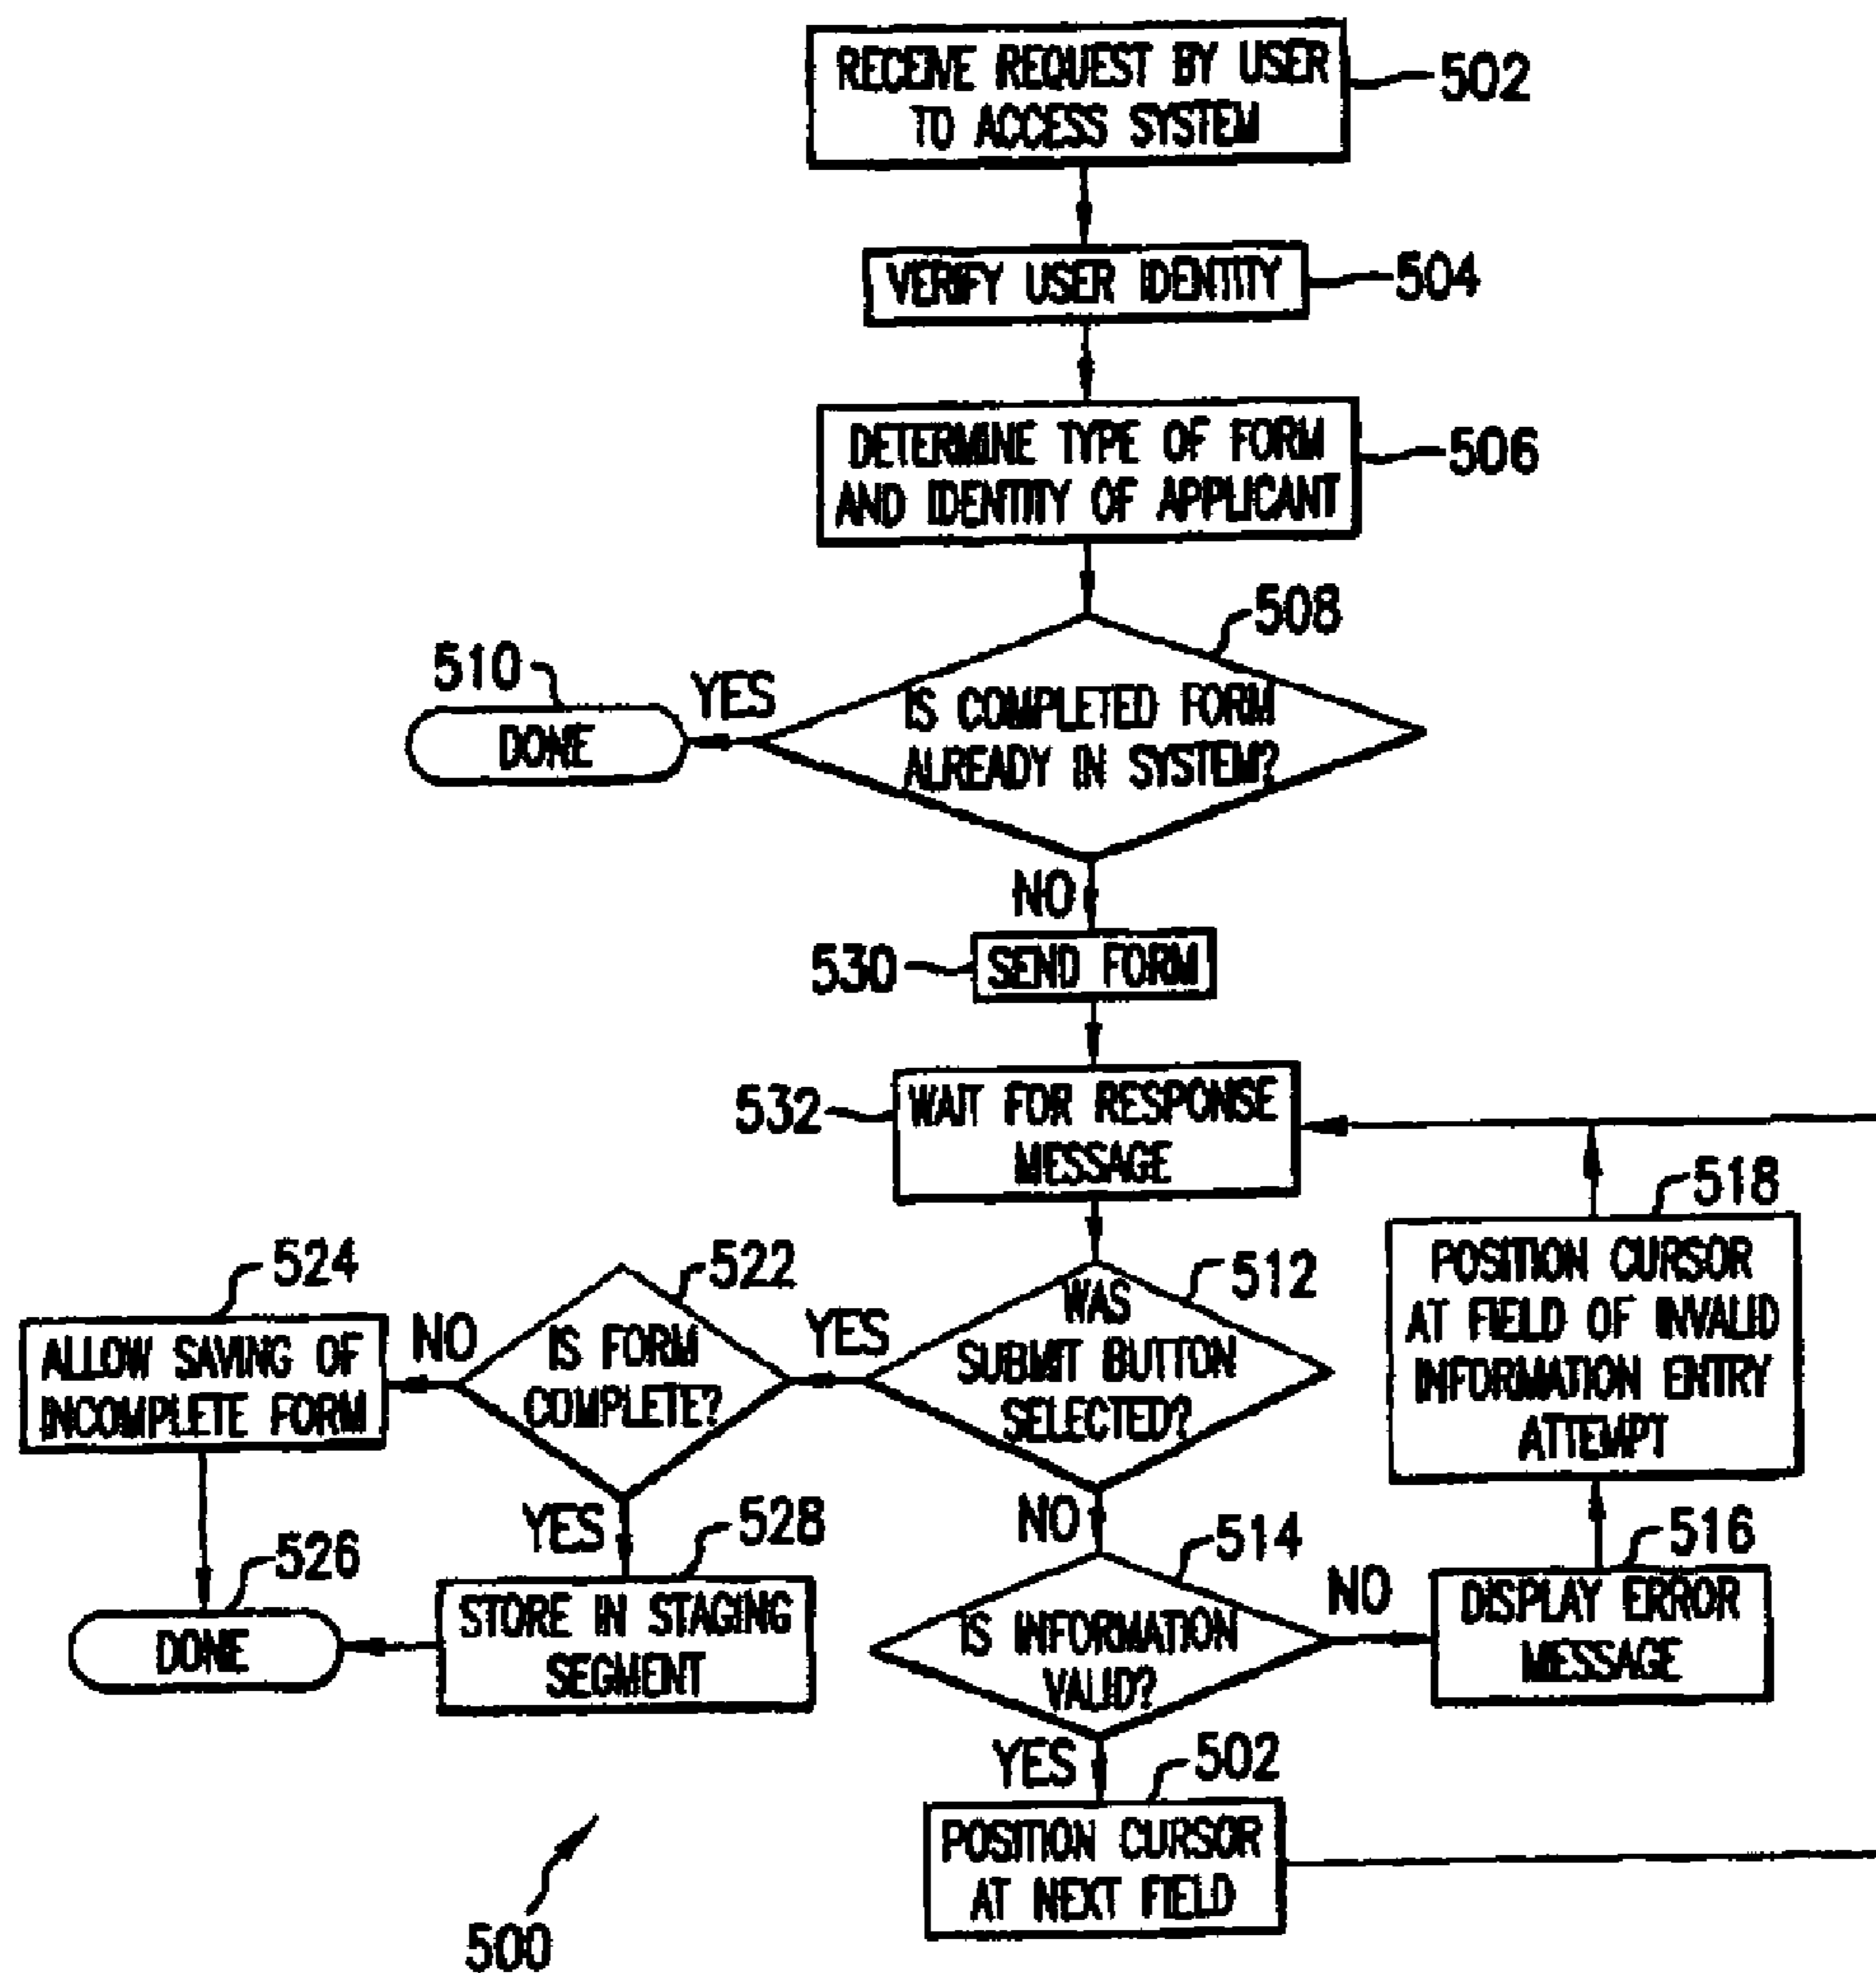 RECEIVE REQUEST BY USER
TO ACCESS SYSTEM
502
VERIFY USER IDENTITY
504
DETERMINE TYPE OF FORM
AND IDENTITY OF APPLICANT
506
508
510
YES
DONE
IS COMPLETED FORM
ALREADY IN SYSTEM?
NO
530
SEND FORM
532
WAIT FOR RESPONSE
MESSAGE
518
POSITION CURSOR
AT FIELD OF INVALID
INFORMATION ENTRY
ATTEMPT
524
522
512
ALLOW SAVING OF
INCOMPLETE FORM
NO
IS FORM
COMPLETE?
YES
WAS
SUBMIT BUTTON
SELECTED?
YES
528
NO
514
516
526
DONE
STORE IN STAGING
SEGMENT
IS INFORMATION
VALID?
NO
DISPLAY ERROR
MESSAGE
YES
502
POSITION CURSOR
AT NEXT FIELD
500